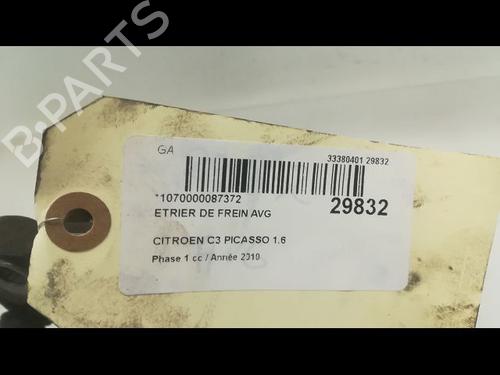 B-PARTS
GA
33380401 29832
*1070000087372
ETRIER DE FREIN AVG
29832
CITROEN C3 PICASSO 1.6
Phase 1 cc / Année 2010